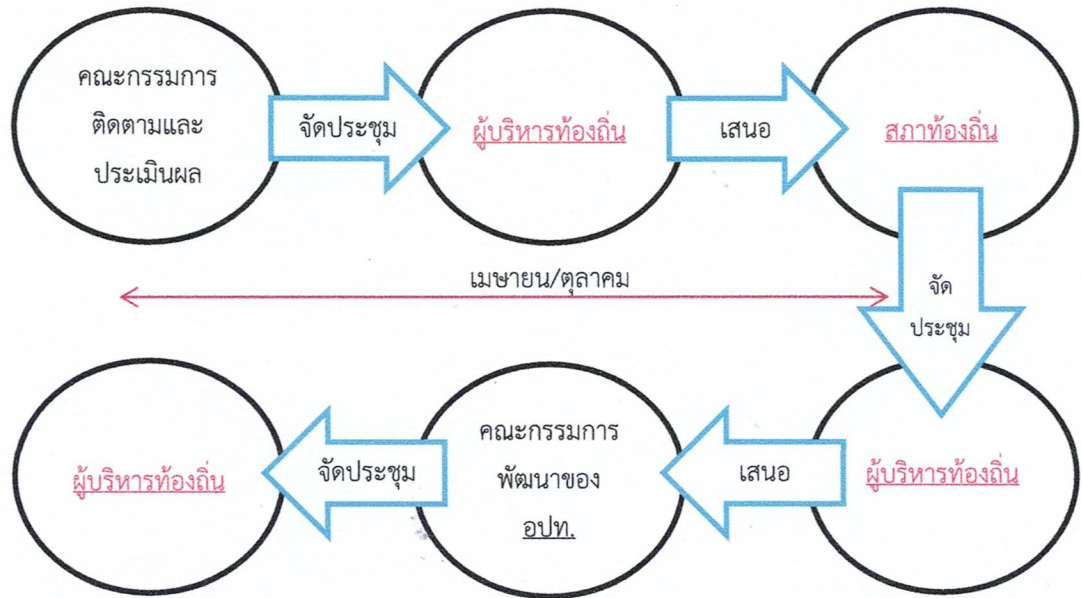 คณะกรรมการ
ติดตามและ
ประเมินผล
จัดประชุม
ผู้บริหารท้องถิ่น
เสนอ
สภาท้องถิ่น
เมษายน/ตุลาคม
จัด
ประชุม
ผู้บริหารท้องถิ่น
จัดประชุม
คณะกรรมการ
พัฒนาของ
อปท.
เสนอ
ผู้บริหารท้องถิ่น